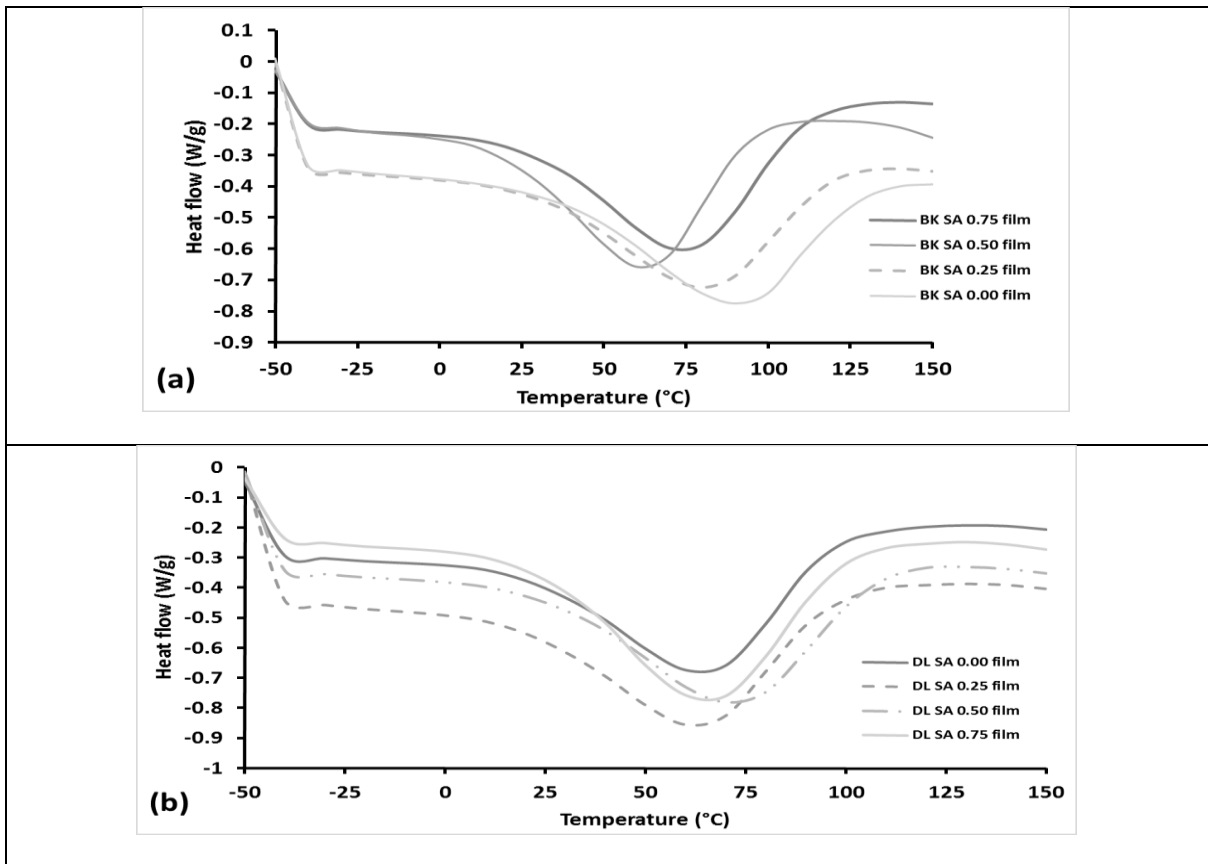 0.1
0
-0.1
-0.2
-0.3
-0.4
-0.5
-0.6
-0.7
-0.8
-0.9
Heat flow (W/g)
BK SA 0.75 film
BK SA 0.50 film
BK SA 0.25 film
BK SA 0.00 film
-50 -25 0 25 50 75 100 125 150
(a)
Temperature (°C)
0
-0.1
-0.2
-0.3
-0.4
-0.5
-0.6
-0.7
-0.8
-0.9
-1
Heat flow (W/g)
DL SA 0.00 film
DL SA 0.25 film
DL SA 0.50 film
DL SA 0.75 film
(b)
-50 -25 0 25 50 75 100 125 150
Temperature (°C)